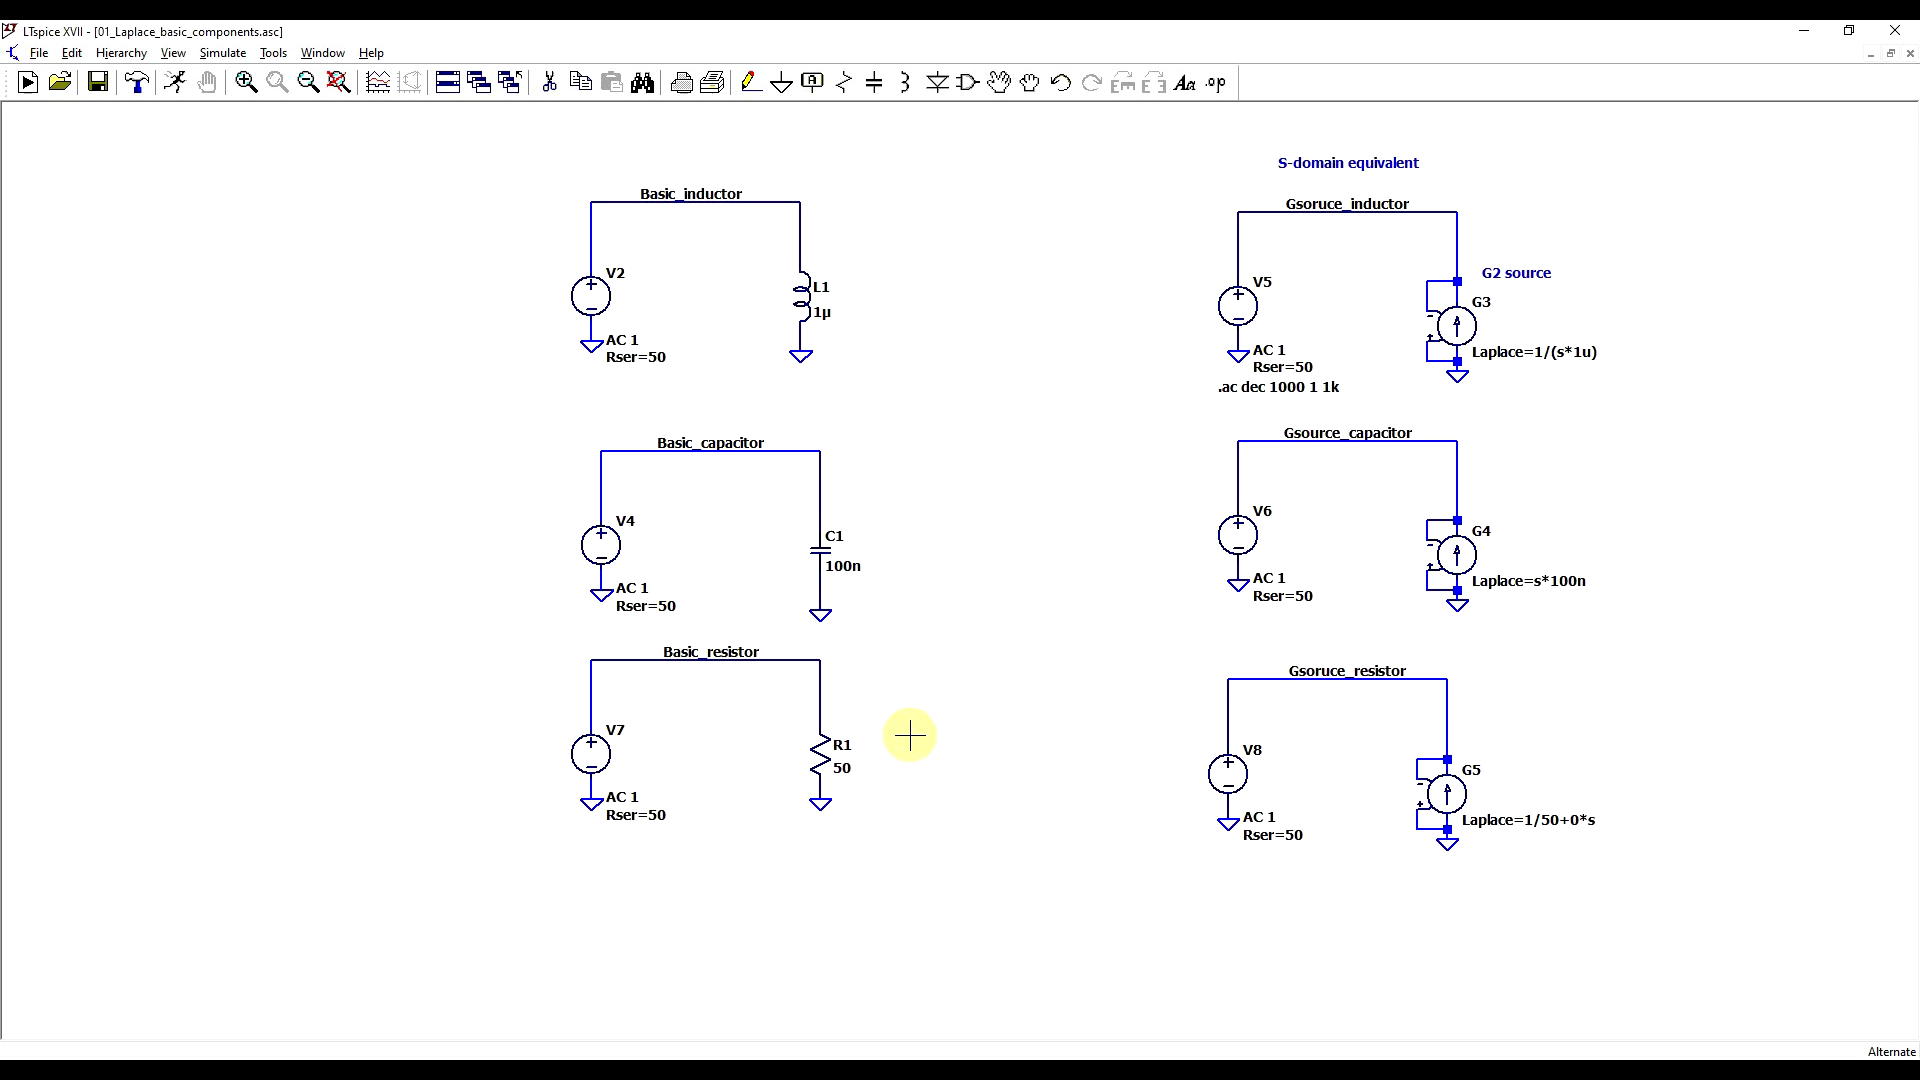 LTspice XVII - [01_Laplace_basic_components.asc]
File Edit Hierarchy View Simulate Tools Window Help
.op
S-domain equivalent
Basic_inductor
V2
L1
1µ
AC 1
Rser=50
Gsoruce_inductor
V5
G2 source
G3
Laplace=1/(s*1u)
AC 1
Rser=50
.ac dec 1000 1 1k
Basic_capacitor
V4
C1
100n
AC 1
Rser=50
Gsource_capacitor
V6
G4
Laplace=s*100n
AC 1
Rser=50
Basic_resistor
V7
R1
50
AC 1
Rser=50
Gsoruce_resistor
V8
G5
Laplace=1/50+0*s
AC 1
Rser=50
Alternate